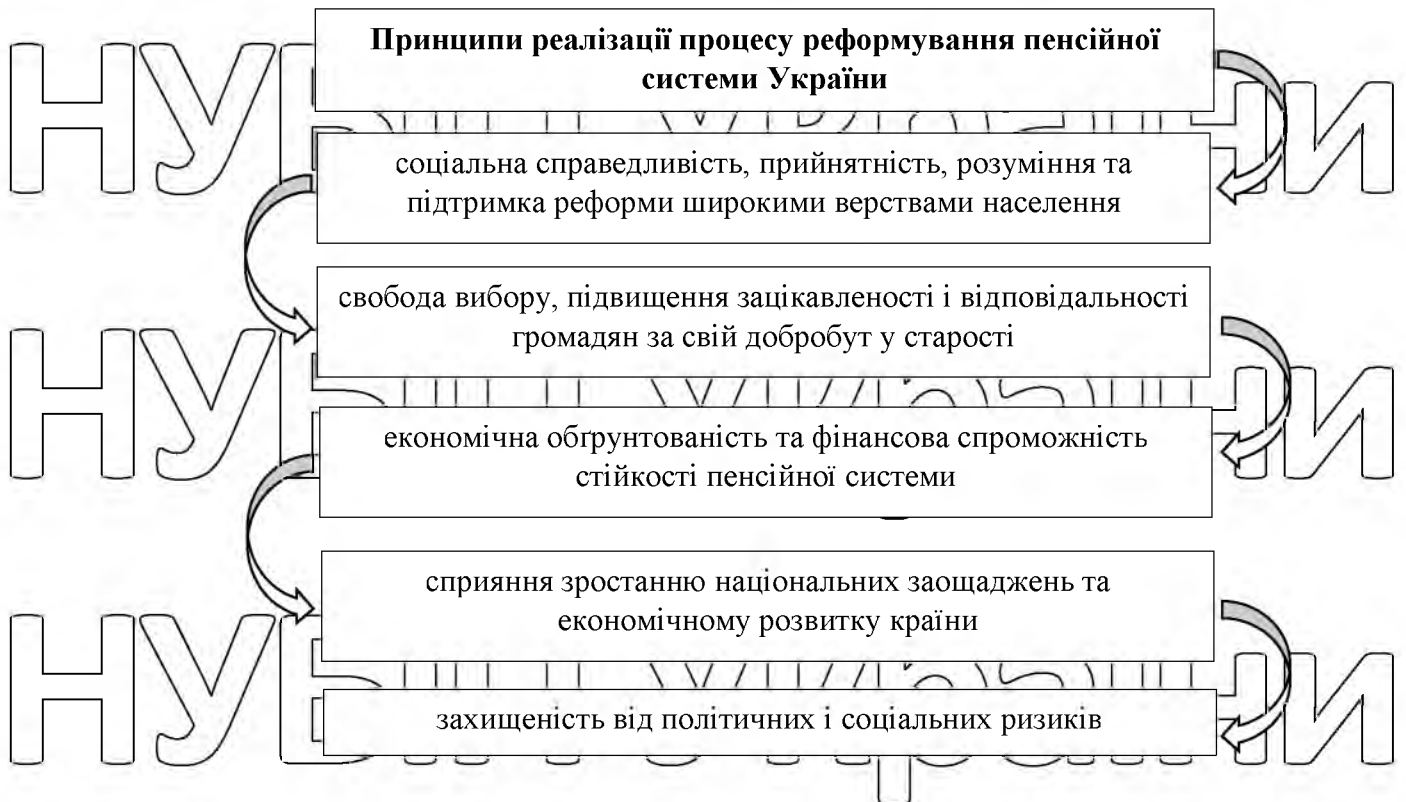 Принципи реалізації процесу реформування пенсійної
системи України
соціальна справедливість, прийнятність, розуміння та
підтримка реформи широкими верствами населення
свобода вибору, підвищення зацікавленості і відповідальності
громадян за свій добробут у старості
економічна обґрунтованість та фінансова спроможність
стійкості пенсійної системи
сприяння зростанню національних заощаджень та
економічному розвитку країни
захищеність від політичних і соціальних ризиків